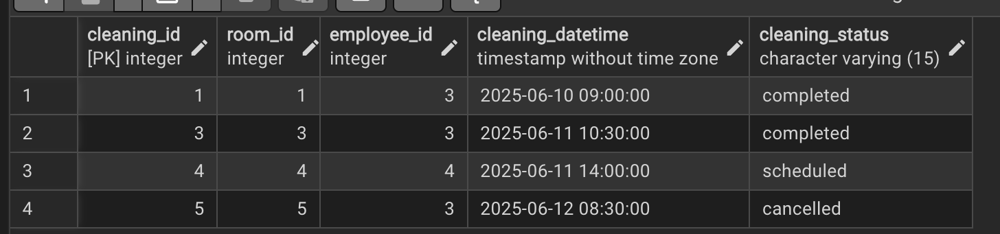 cleaning_id room_id employee_id cleaning_datetime cleaning_status
[PK] integer integer integer timestamp without time zone character varying (15)
1 1 1 3 2025-06-10 09:00:00 completed
2 3 3 3 2025-06-11 10:30:00 completed
3 4 4 4 2025-06-11 14:00:00 scheduled
4 5 5 3 2025-06-12 08:30:00 cancelled